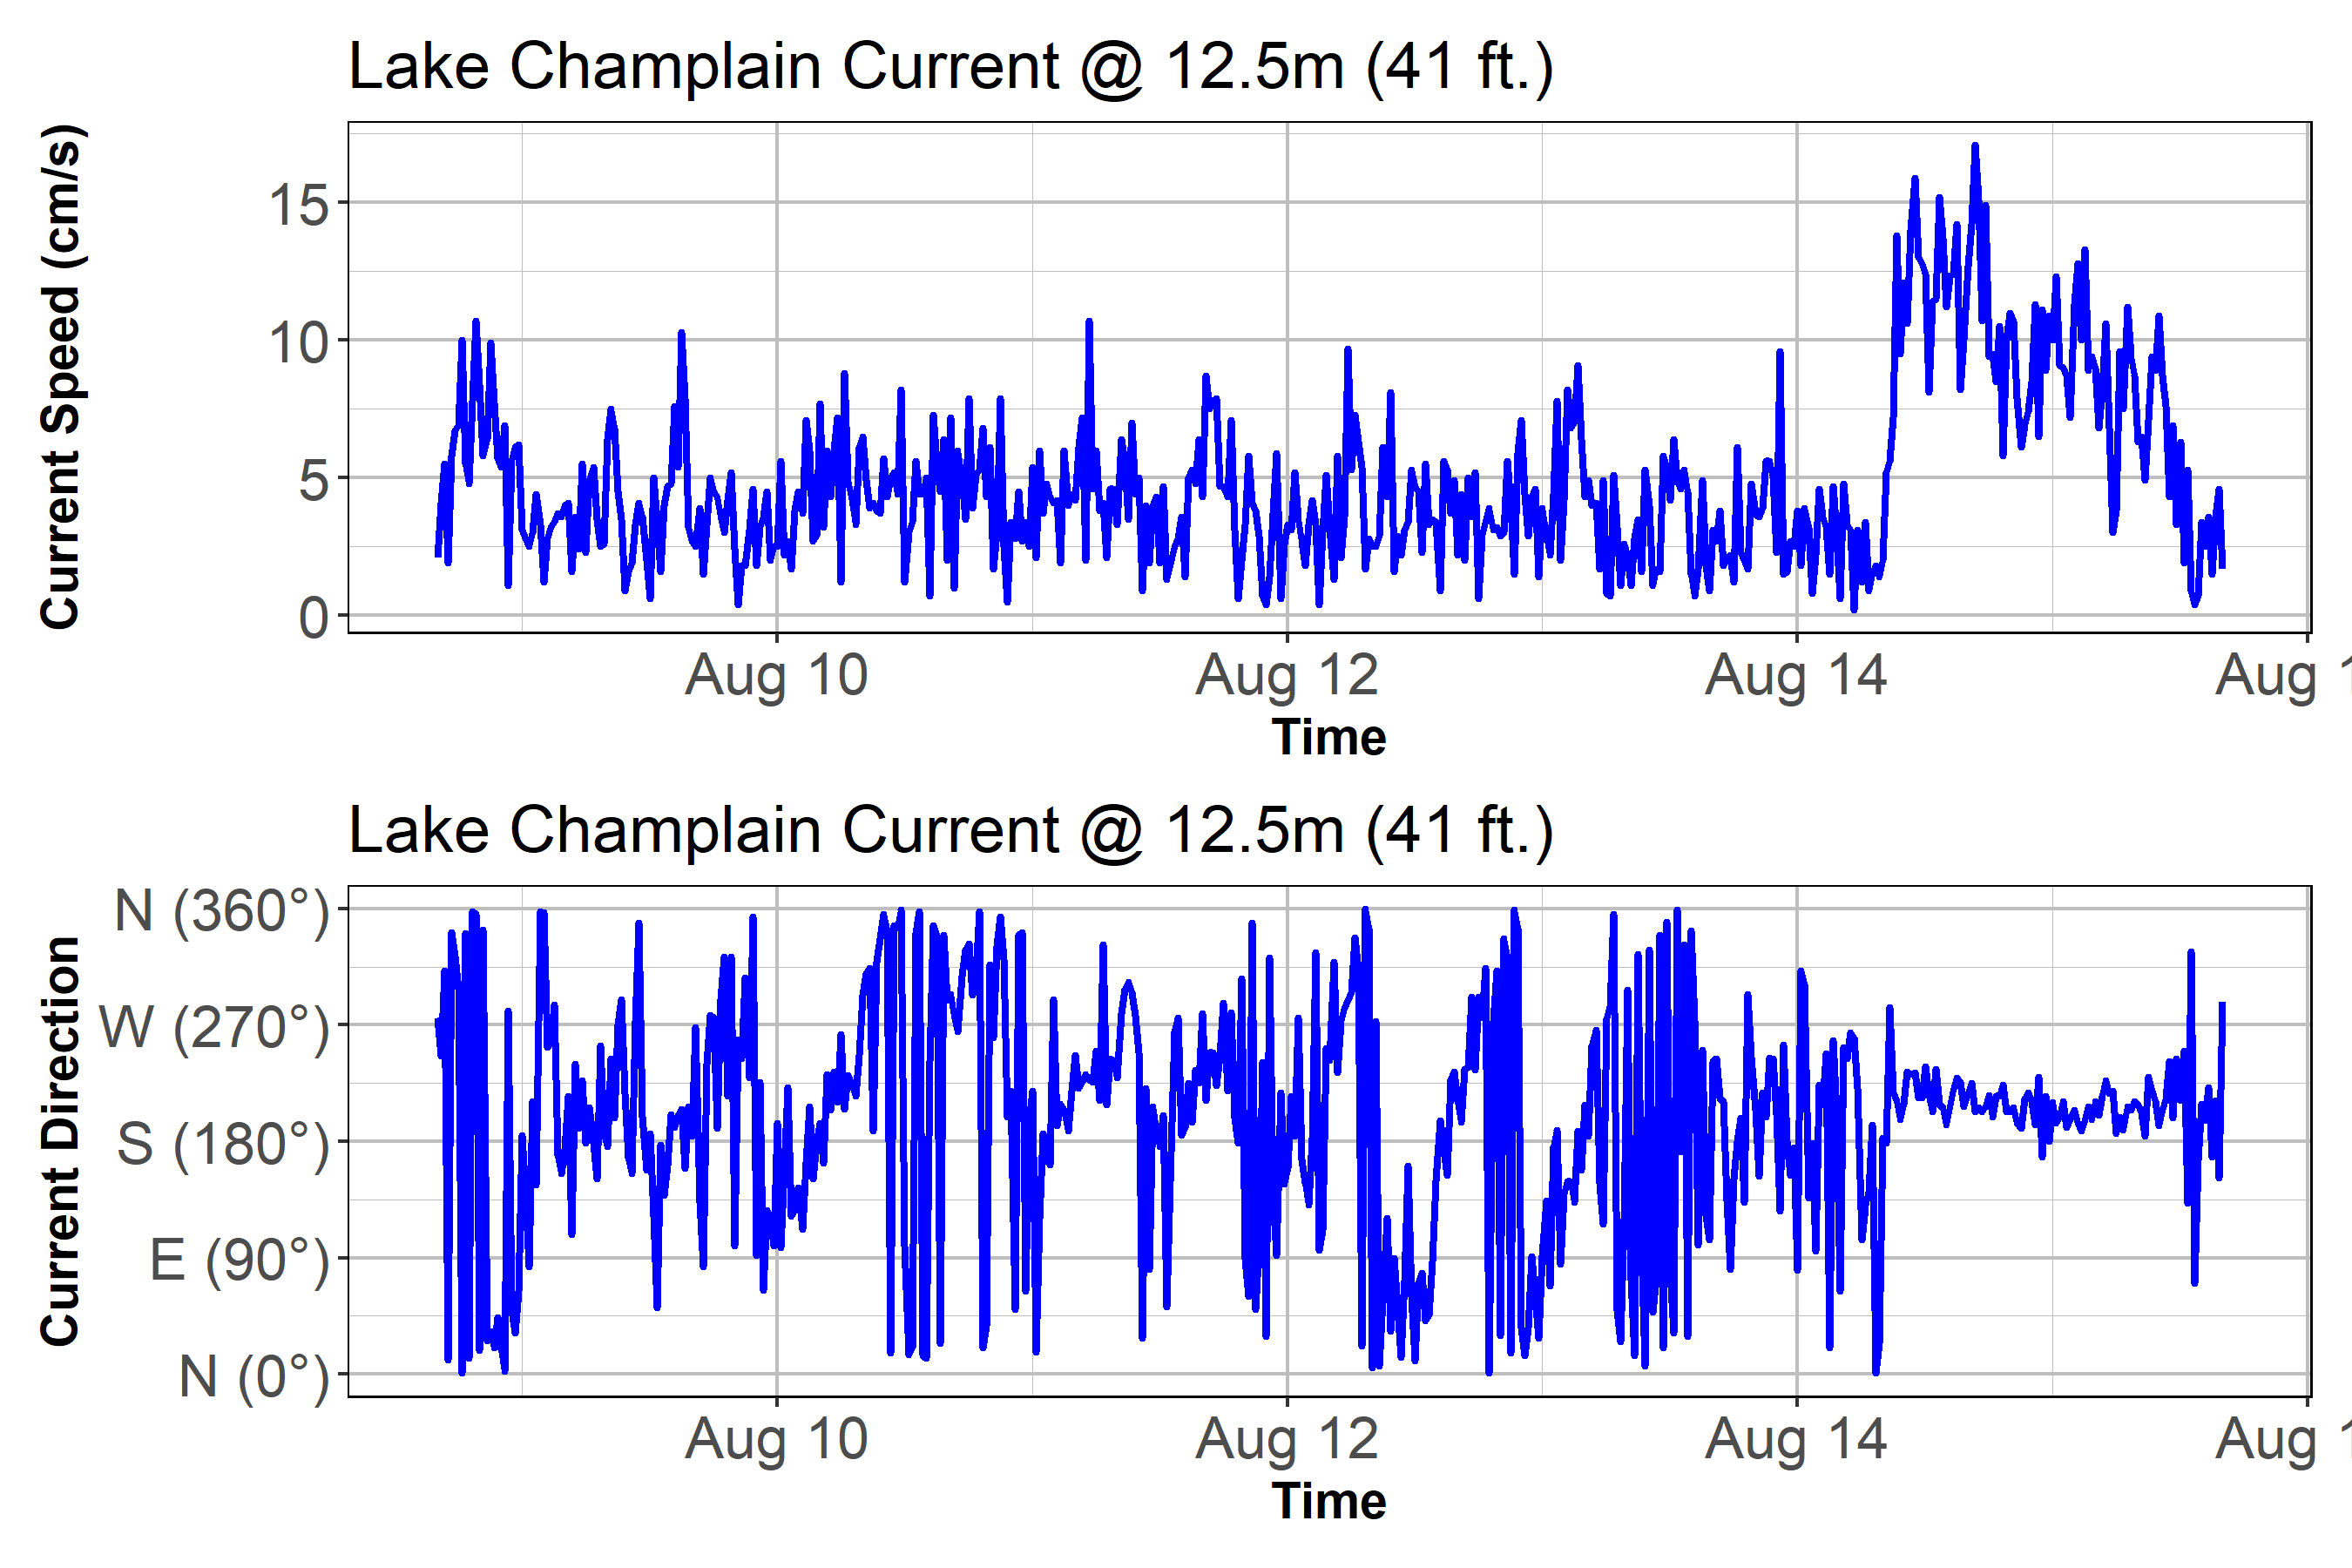 Lake Champlain Current @ 12.5m (41 ft.)
Current Speed (cm/s)
15
10
5
0
Aug 10
Aug 12
Aug 14
Aug 1
Time
Lake Champlain Current @ 12.5m (41 ft.)
Current Direction
N (360°)
W (270°)
S (180°)
E (90°)
N (0°)
Aug 10
Aug 12
Aug 14
Aug 1
Time